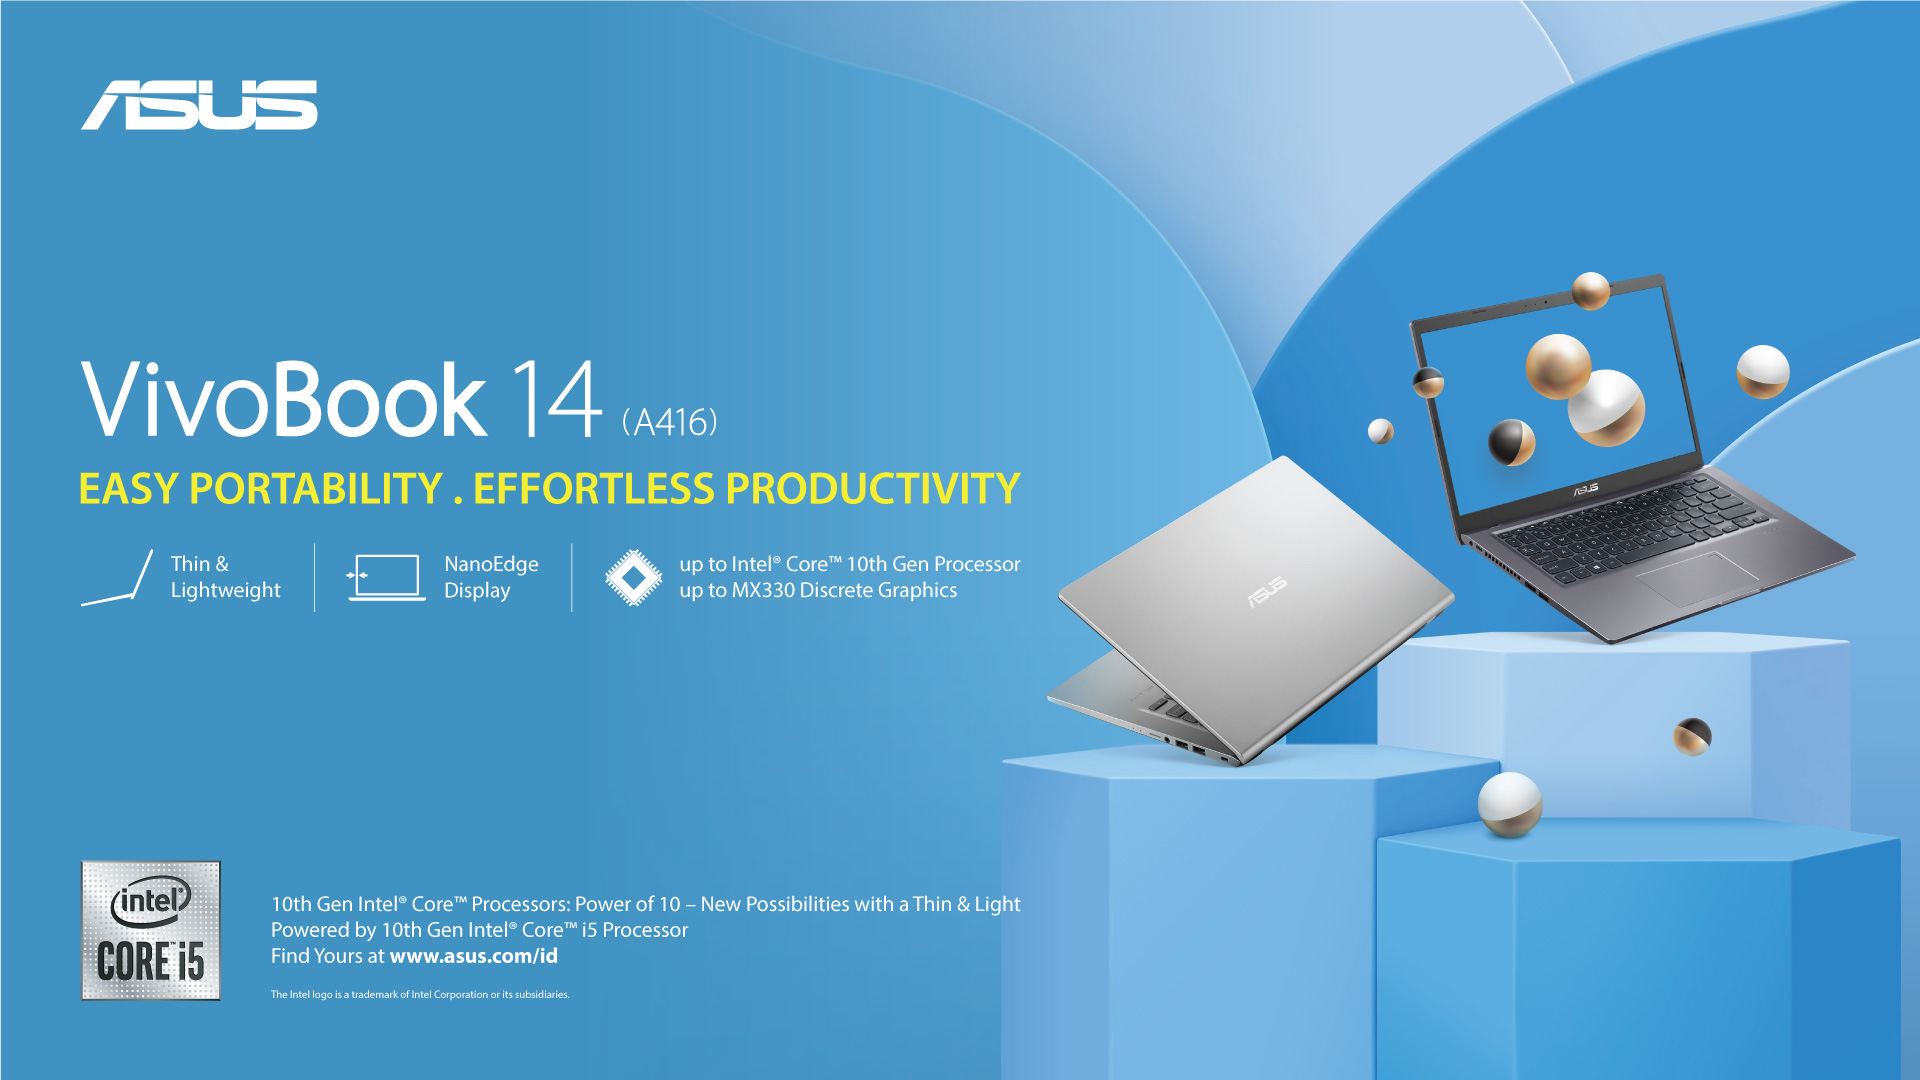 ASUS
VivoBook 14 (A416)
EASY PORTABILITY . EFFORTLESS PRODUCTIVITY
Thin &
Lightweight
NanoEdge
Display
up to Intel® Core™ 10th Gen Processor
up to MX330 Discrete Graphics
ASUS
ASUS
intel®
CORE™ i5
10th Gen Intel® Core™ Processors: Power of 10 – New Possibilities with a Thin & Light
Powered by 10th Gen Intel® Core™ i5 Processor
Find Yours at www.asus.com/id
The Intel logo is a trademark of Intel Corporation or its subsidiaries.